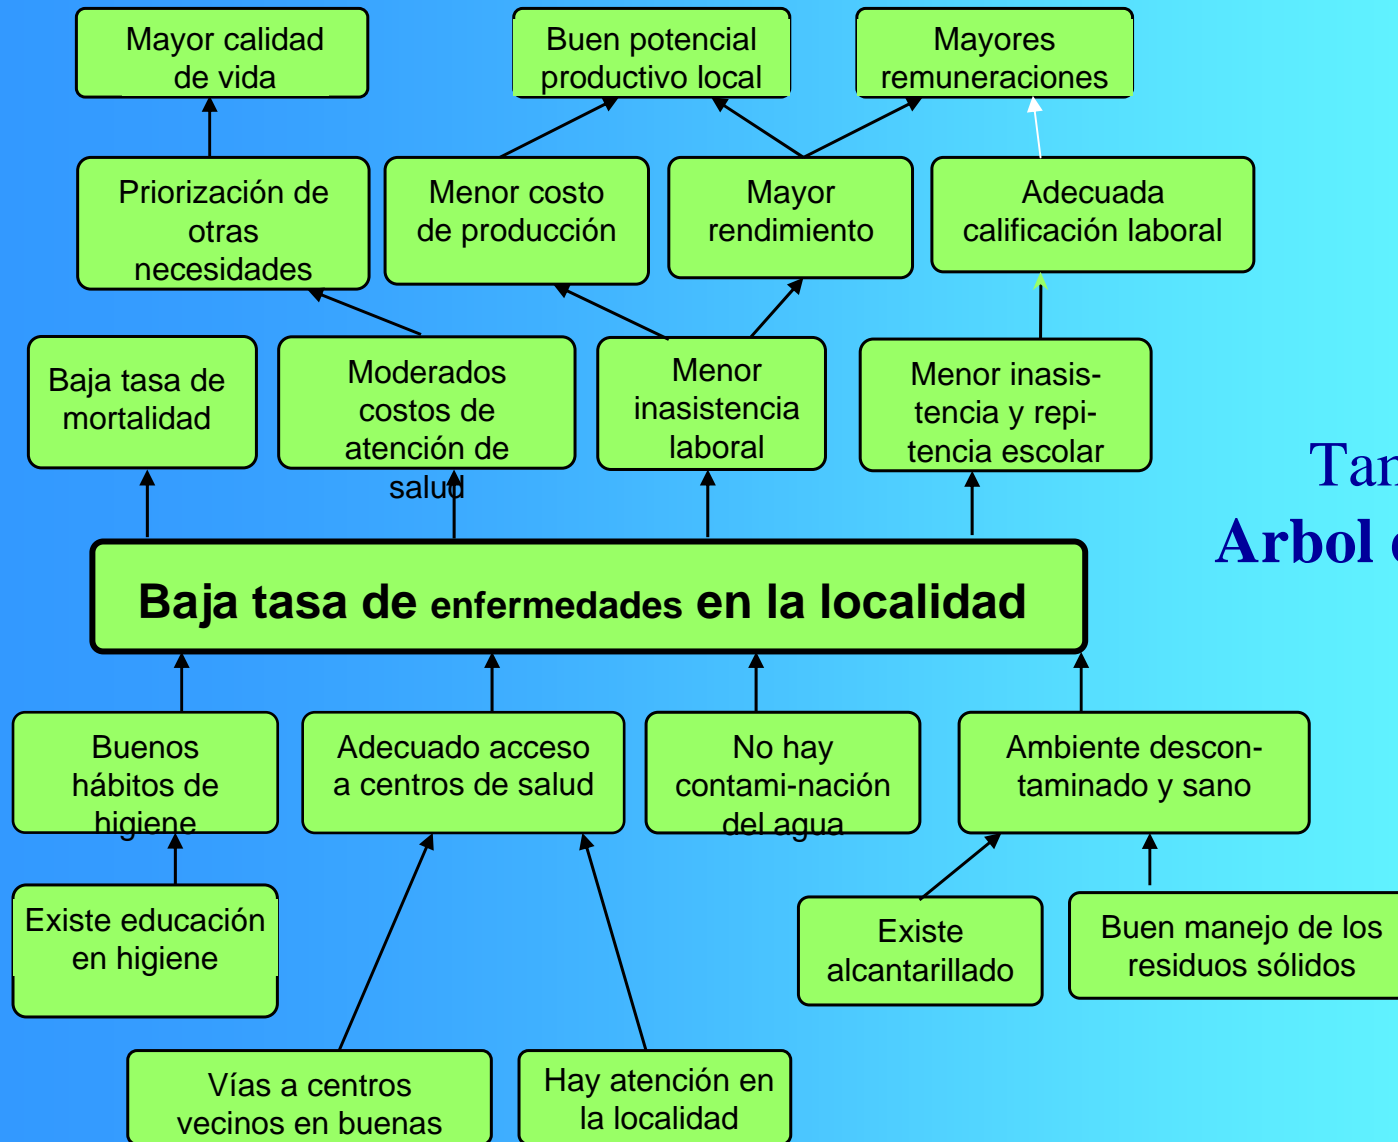 Mayor calidad
de vida
Buen potencial
productivo local
Mayores
remuneraciones
Priorización de
otras
necesidades
Menor costo
de producción
Mayor
rendimiento
Adecuada
calificación laboral
Baja tasa de
mortalidad
Moderados
costos de
atención de
salud
Menor
inasistencia
laboral
Menor inasis-
tencia y repi-
tencia escolar
Arbol
Baja tasa de enfermedades en la localidad
Buenos
hábitos de
higiene
Adecuado acceso
a centros de salud
No hay
contami-nación
del agua
Ambiente descon-
taminado y sano
Existe educación
en higiene
Existe
alcantarillado
Buen manejo de los
residuos sólidos
Vías a centros
vecinos en buenas
Hay atención en
la localidad